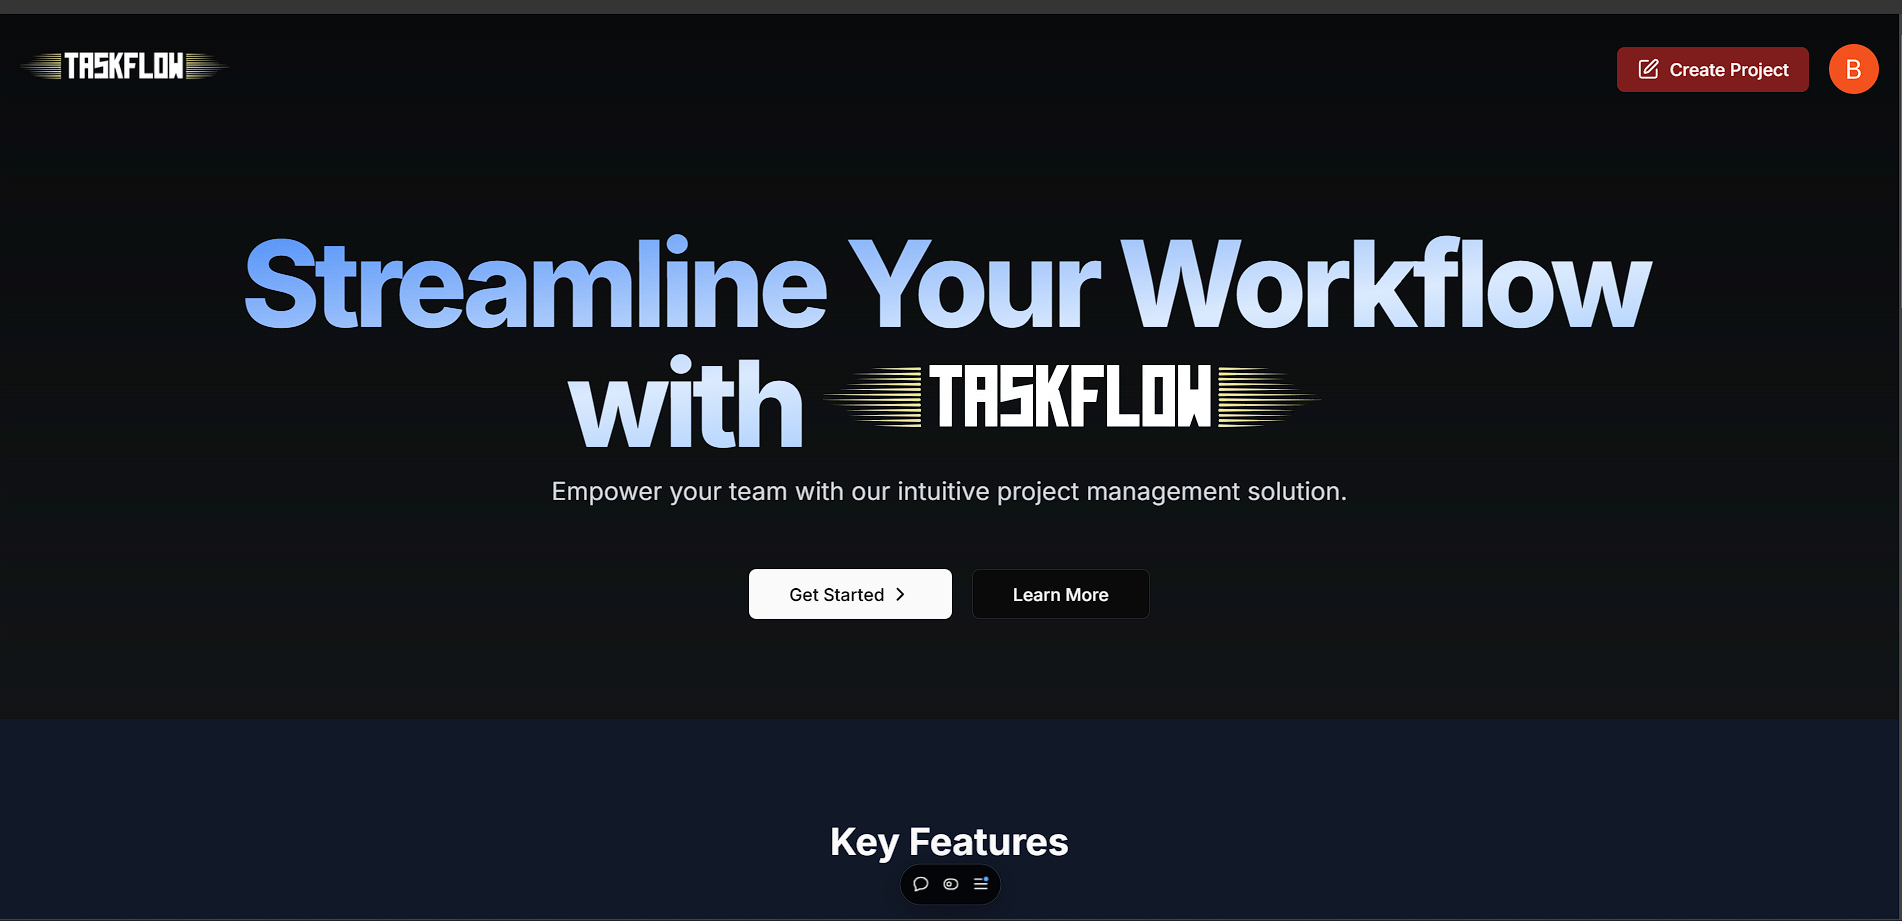 TASKFLOW
Create Project
B
Streamline Your Workflow
with TASKFLOW
Empower your team with our intuitive project management solution.
Get Started
Learn More
Key Features